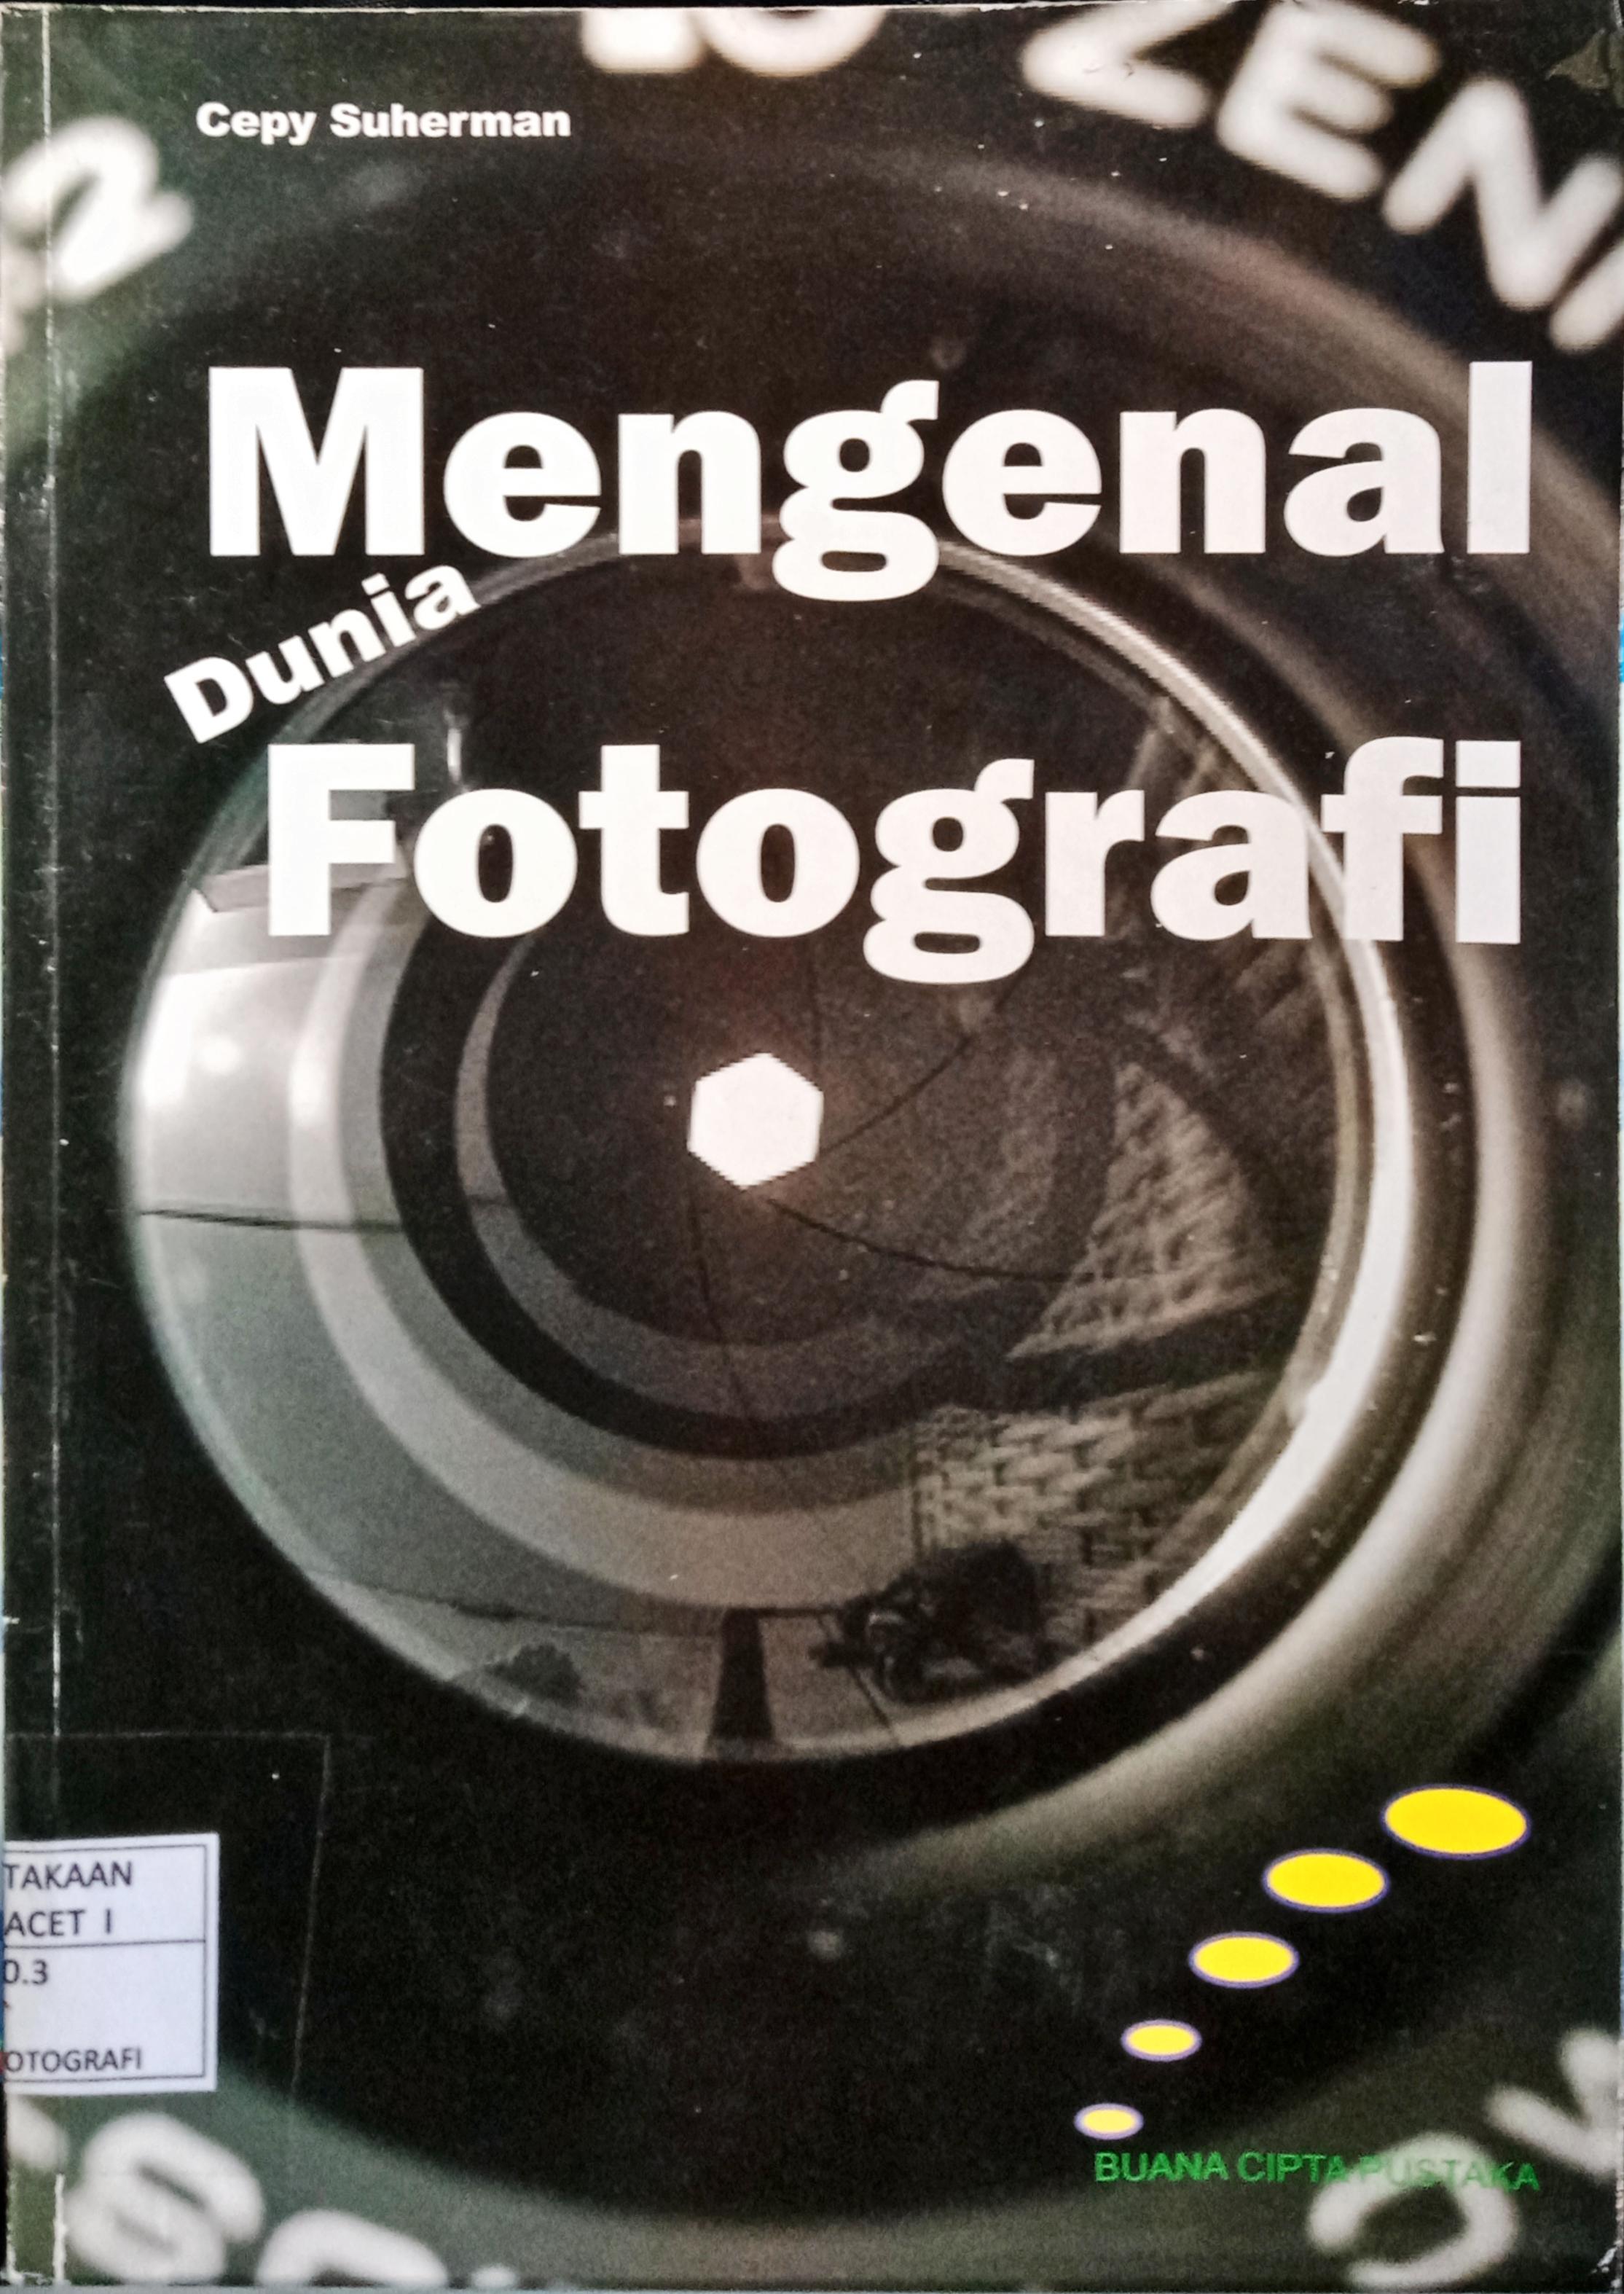 Cepy Suherman
Mengenal
Dunia
Fotografi
TAKAAN
ACET I
0.3
OTOGRAFI
BUANA CIPTA PUSTAKA